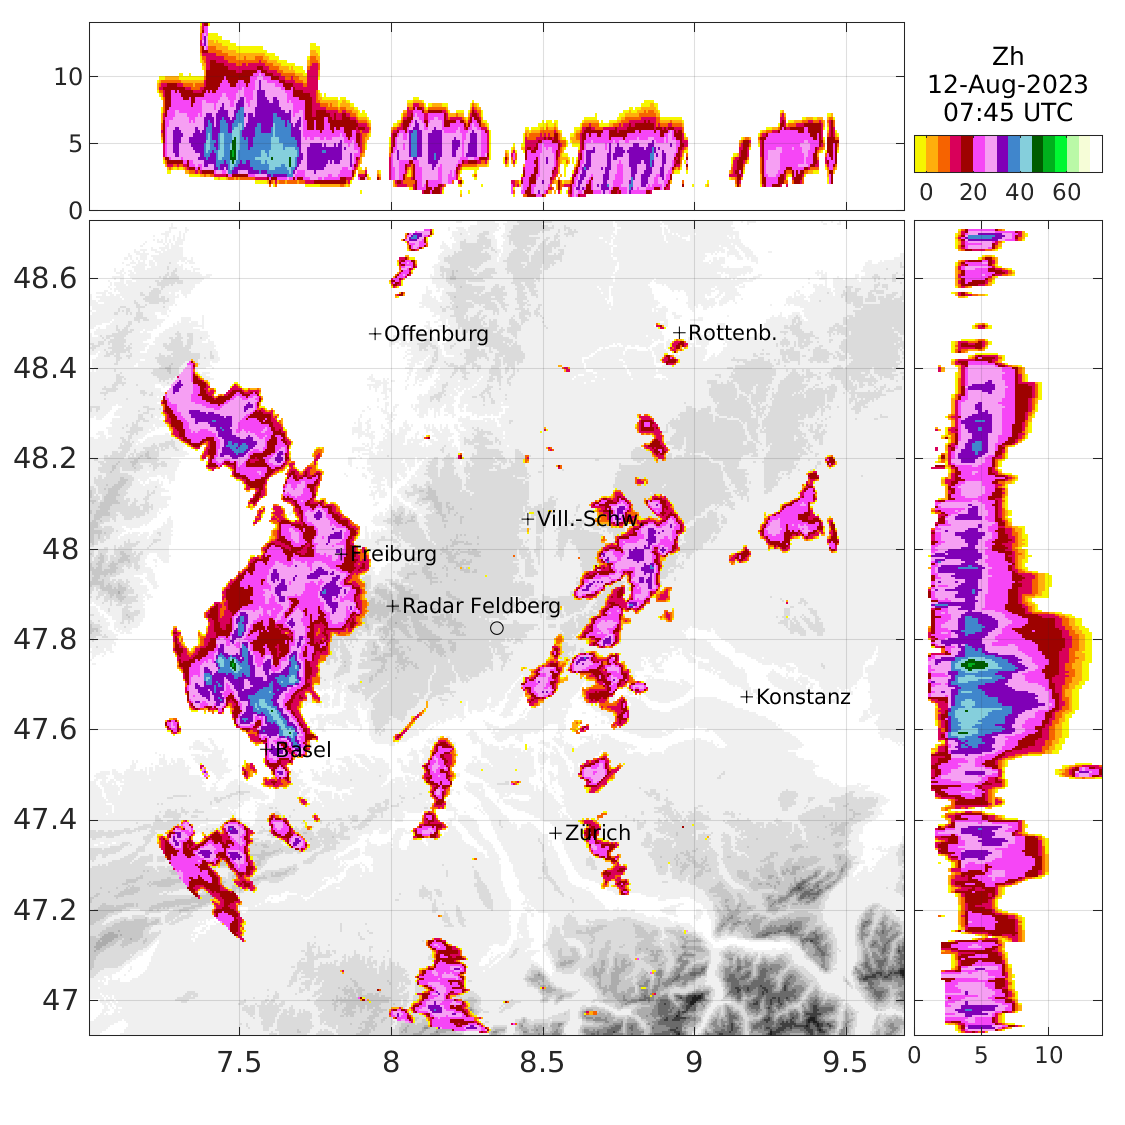 10
5
0
Zh
12-Aug-2023
07:45 UTC
0 20 40 60
48.6
48.4
48.2
48
47.8
47.6
47.4
47.2
47
Offenburg
Rottenb.
Vill.-Schw.
Freiburg
Radar Feldberg
Konstanz
Basel
Zürich
7.5 8 8.5 9 9.5
0 5 10